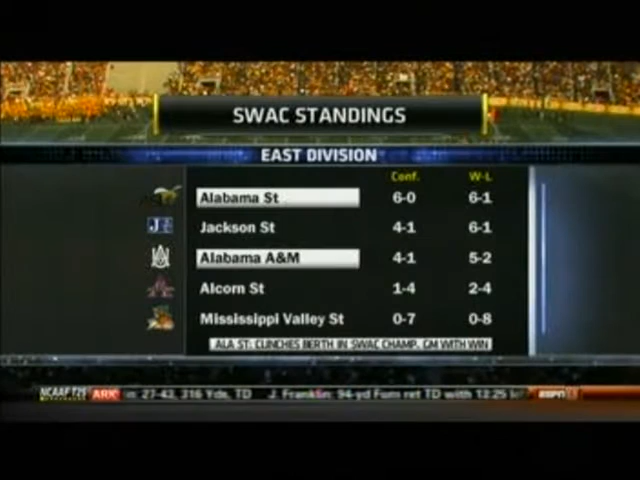 SWAC STANDINGS
EAST DIVISION
Conf. W-L
Alabama St 6-0 6-1
Jackson St 4-1 6-1
Alabama A&M 4-1 5-2
Alcorn St 1-4 2-4
Mississippi Valley St 0-7 0-8
ALA ST: CLINCHES BERTH IN SWAC CHAMP. GM WITH WIN
NCAAF T25 ARK 27-43, 316 Yds, TD J. Franklin: 94-yd Fum ret TD with 13:25 ESPN